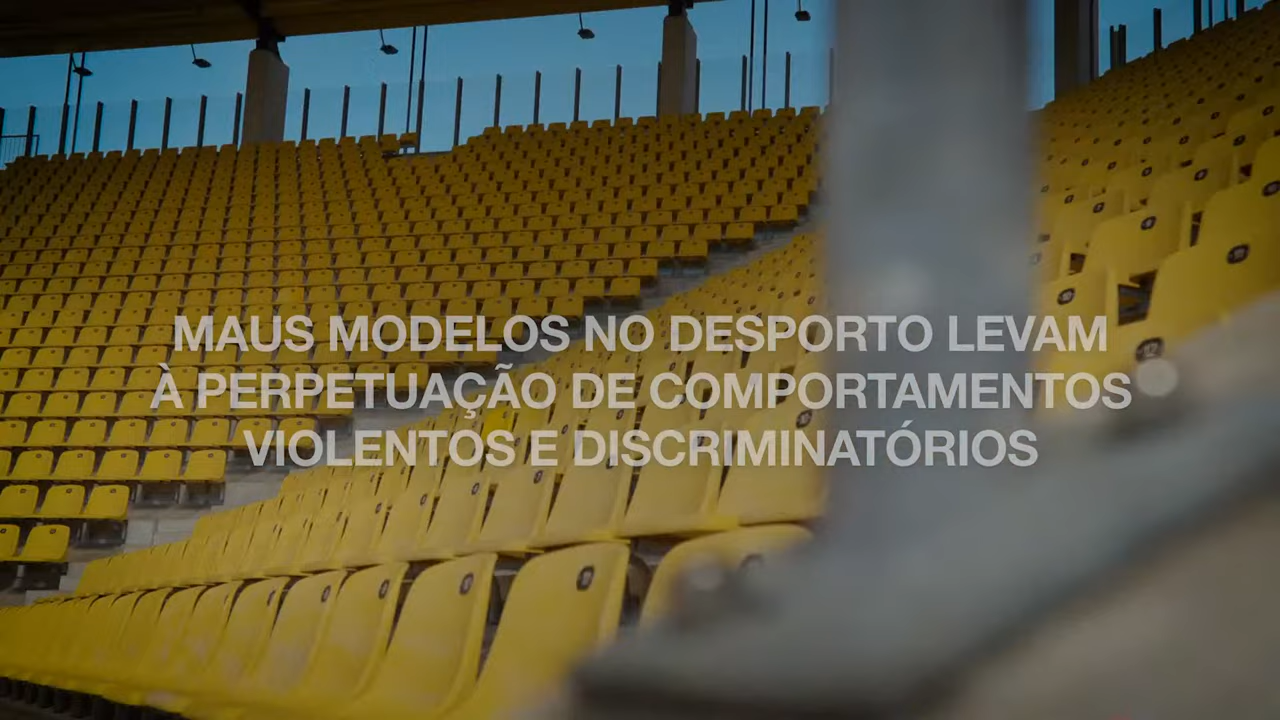 MAUS MODELOS NO DESPORTO LEVAM
À PERPETUAÇÃO DE COMPORTAMENTOS
VIOLENTOS E DISCRIMINATÓRIOS